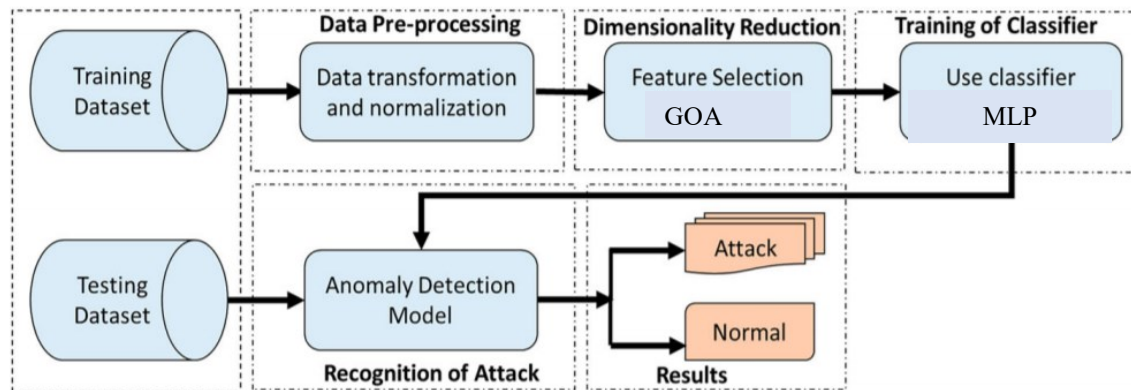 Data Pre-processing
Dimensionality Reduction
Training of Classifier
Training
Dataset
Data transformation
and normalization
Feature Selection
GOA
Use classifier
MLP
Testing
Dataset
Anomaly Detection
Model
Attack
Normal
Recognition of Attack
Results